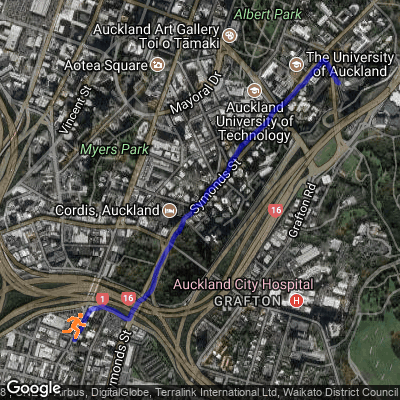 Albert Park
Auckland Art Gallery
Toi o Tāmaki
Aotea Square
The University
of Auckland
Mayoral Dr
Vincent St
Auckland
University of
Technology
Myers Park
Symonds St
Cordis, Auckland
16
Grafton Rd
Auckland City Hospital
GRAFTON
H
1
16
Symonds St
Google
Airbus, DigitalGlobe, Terralink International Ltd, Waikato District Council